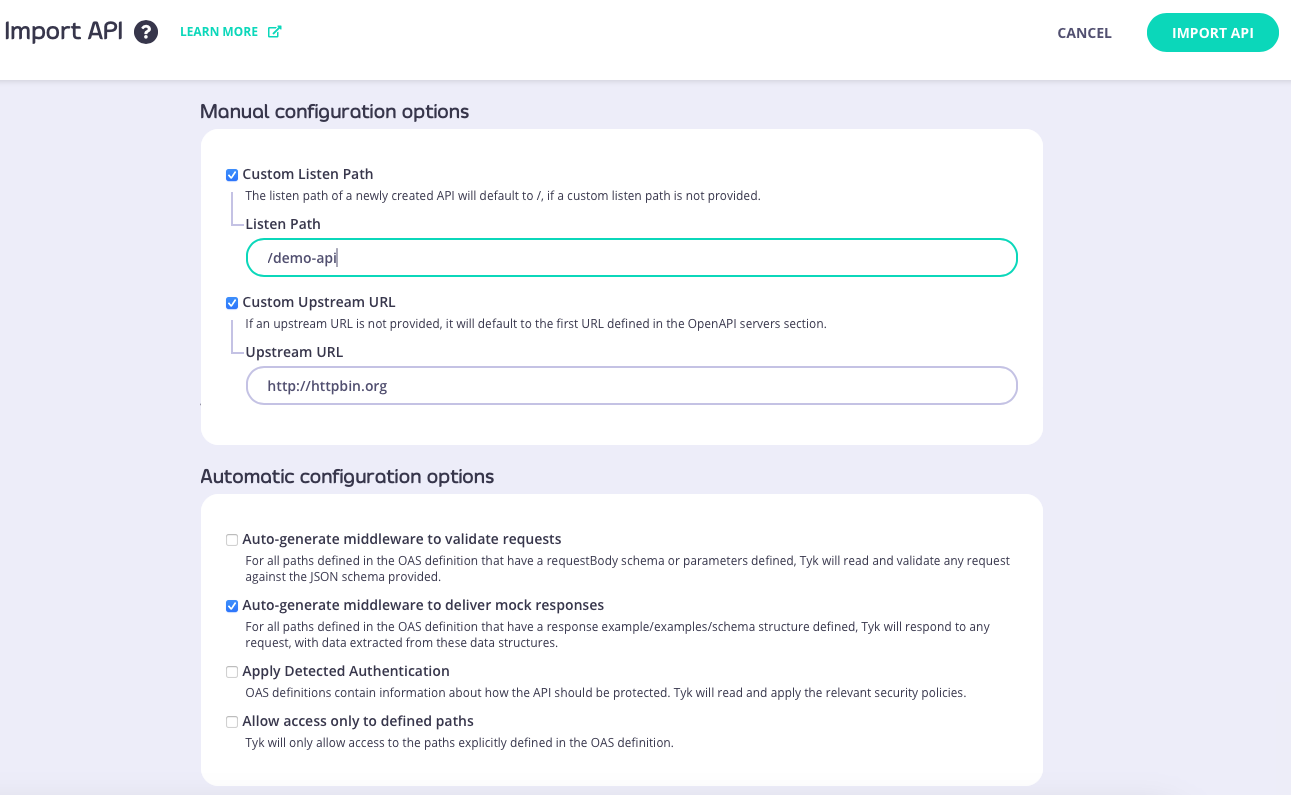 Import API ? LEARN MORE CANCEL IMPORT API
Manual configuration options
Custom Listen Path
The listen path of a newly created API will default to /, if a custom listen path is not provided.
Listen Path
/demo-api
Custom Upstream URL
If an upstream URL is not provided, it will default to the first URL defined in the OpenAPI servers section.
Upstream URL
http://httpbin.org
Automatic configuration options
Auto-generate middleware to validate requests
For all paths defined in the OAS definition that have a requestBody schema or parameters defined, Tyk will read and validate any request
against the JSON schema provided.
Auto-generate middleware to deliver mock responses
For all paths defined in the OAS definition that have a response example/examples/schema structure defined, Tyk will respond to any
request, with data extracted from these data structures.
Apply Detected Authentication
OAS definitions contain information about how the API should be protected. Tyk will read and apply the relevant security policies.
Allow access only to defined paths
Tyk will only allow access to the paths explicitly defined in the OAS definition.